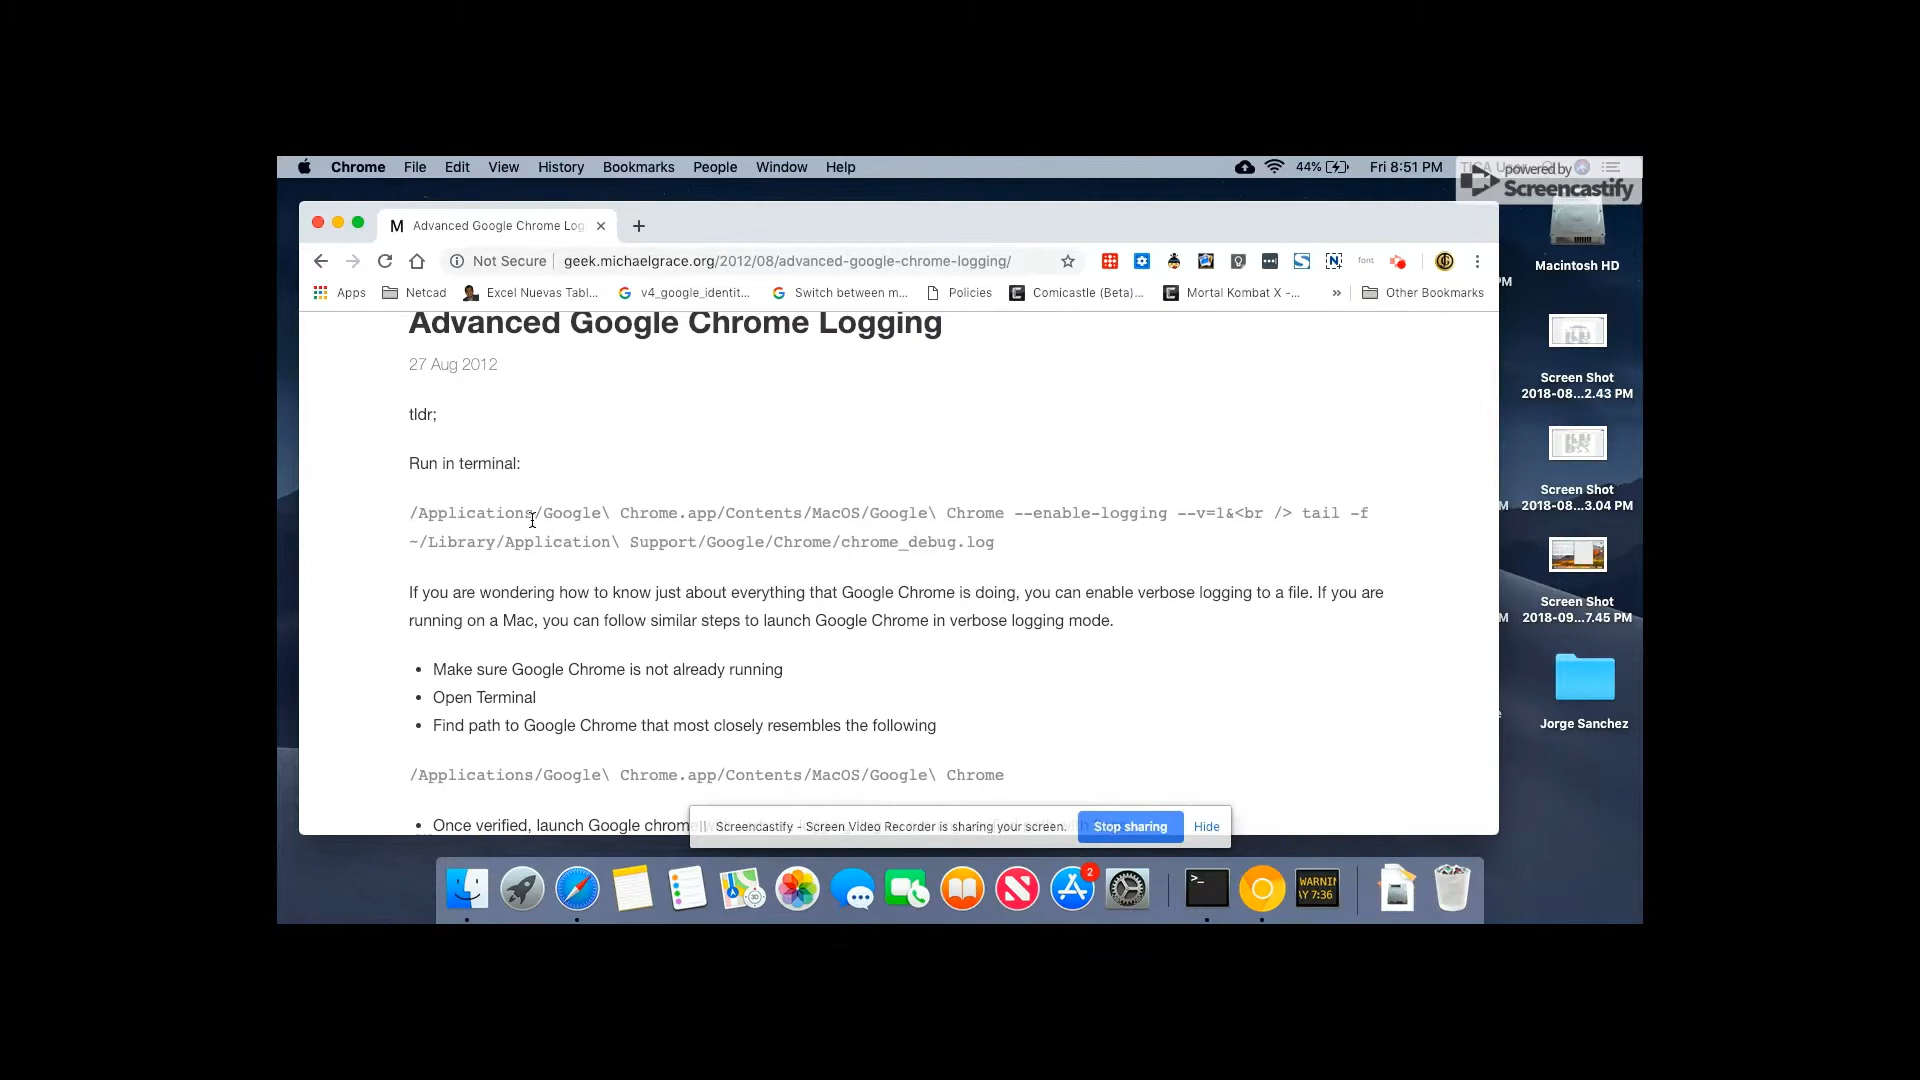 Chrome File Edit View History Bookmarks People Window Help 44% Fri 8:51 PM
powered by
Screencastify
Advanced Google Chrome Log
Not Secure geek.michaelgrace.org/2012/08/advanced-google-chrome-logging/ font
Apps Netcad Excel Nuevas Tabl... v4_google_identit... Switch between m... Policies Comicastle (Beta)... Mortal Kombat X -... » Other Bookmarks
Advanced Google Chrome Logging
27 Aug 2012
tldr;
Run in terminal:
/Applications/Google\ Chrome.app/Contents/MacOS/Google\ Chrome --enable-logging --v=1&<br /> tail -f
~/Library/Application\ Support/Google/Chrome/chrome_debug.log
If you are wondering how to know just about everything that Google Chrome is doing, you can enable verbose logging to a file. If you are
running on a Mac, you can follow similar steps to launch Google Chrome in verbose logging mode.
• Make sure Google Chrome is not already running
• Open Terminal
• Find path to Google Chrome that most closely resembles the following
/Applications/Google\ Chrome.app/Contents/MacOS/Google\ Chrome
• Once verified, launch Google chrome
Screencastify - Screen Video Recorder is sharing your screen. Stop sharing Hide
Macintosh HD
PM
Screen Shot
2018-08...2.43 PM
Screen Shot
2018-08...3.04 PM
Screen Shot
2018-09...7.45 PM
Jorge Sanchez
3D
2
>_
WARNIN
AY 7:36